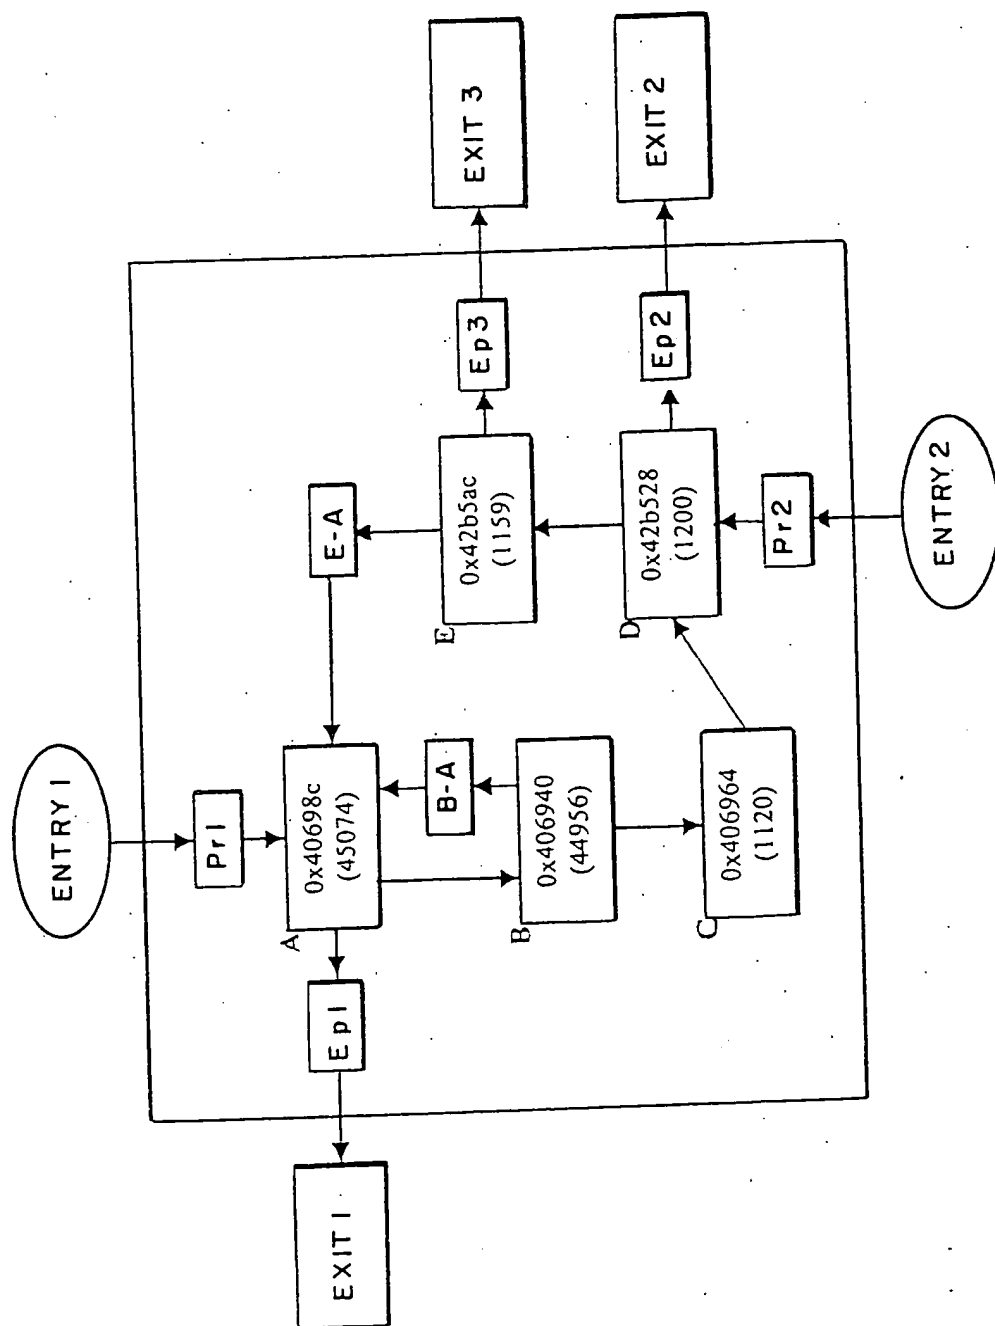 ENTRY 1
Pr1
A
EXIT 1
Ep1
0x40698c
(45074)
E-A
B-A
E
B
0x406940
(44956)
0x42b5ac
(1159)
Ep3
EXIT 3
D
C
0x406964
(1120)
0x42b528
(1200)
Ep2
EXIT 2
Pr2
ENTRY 2